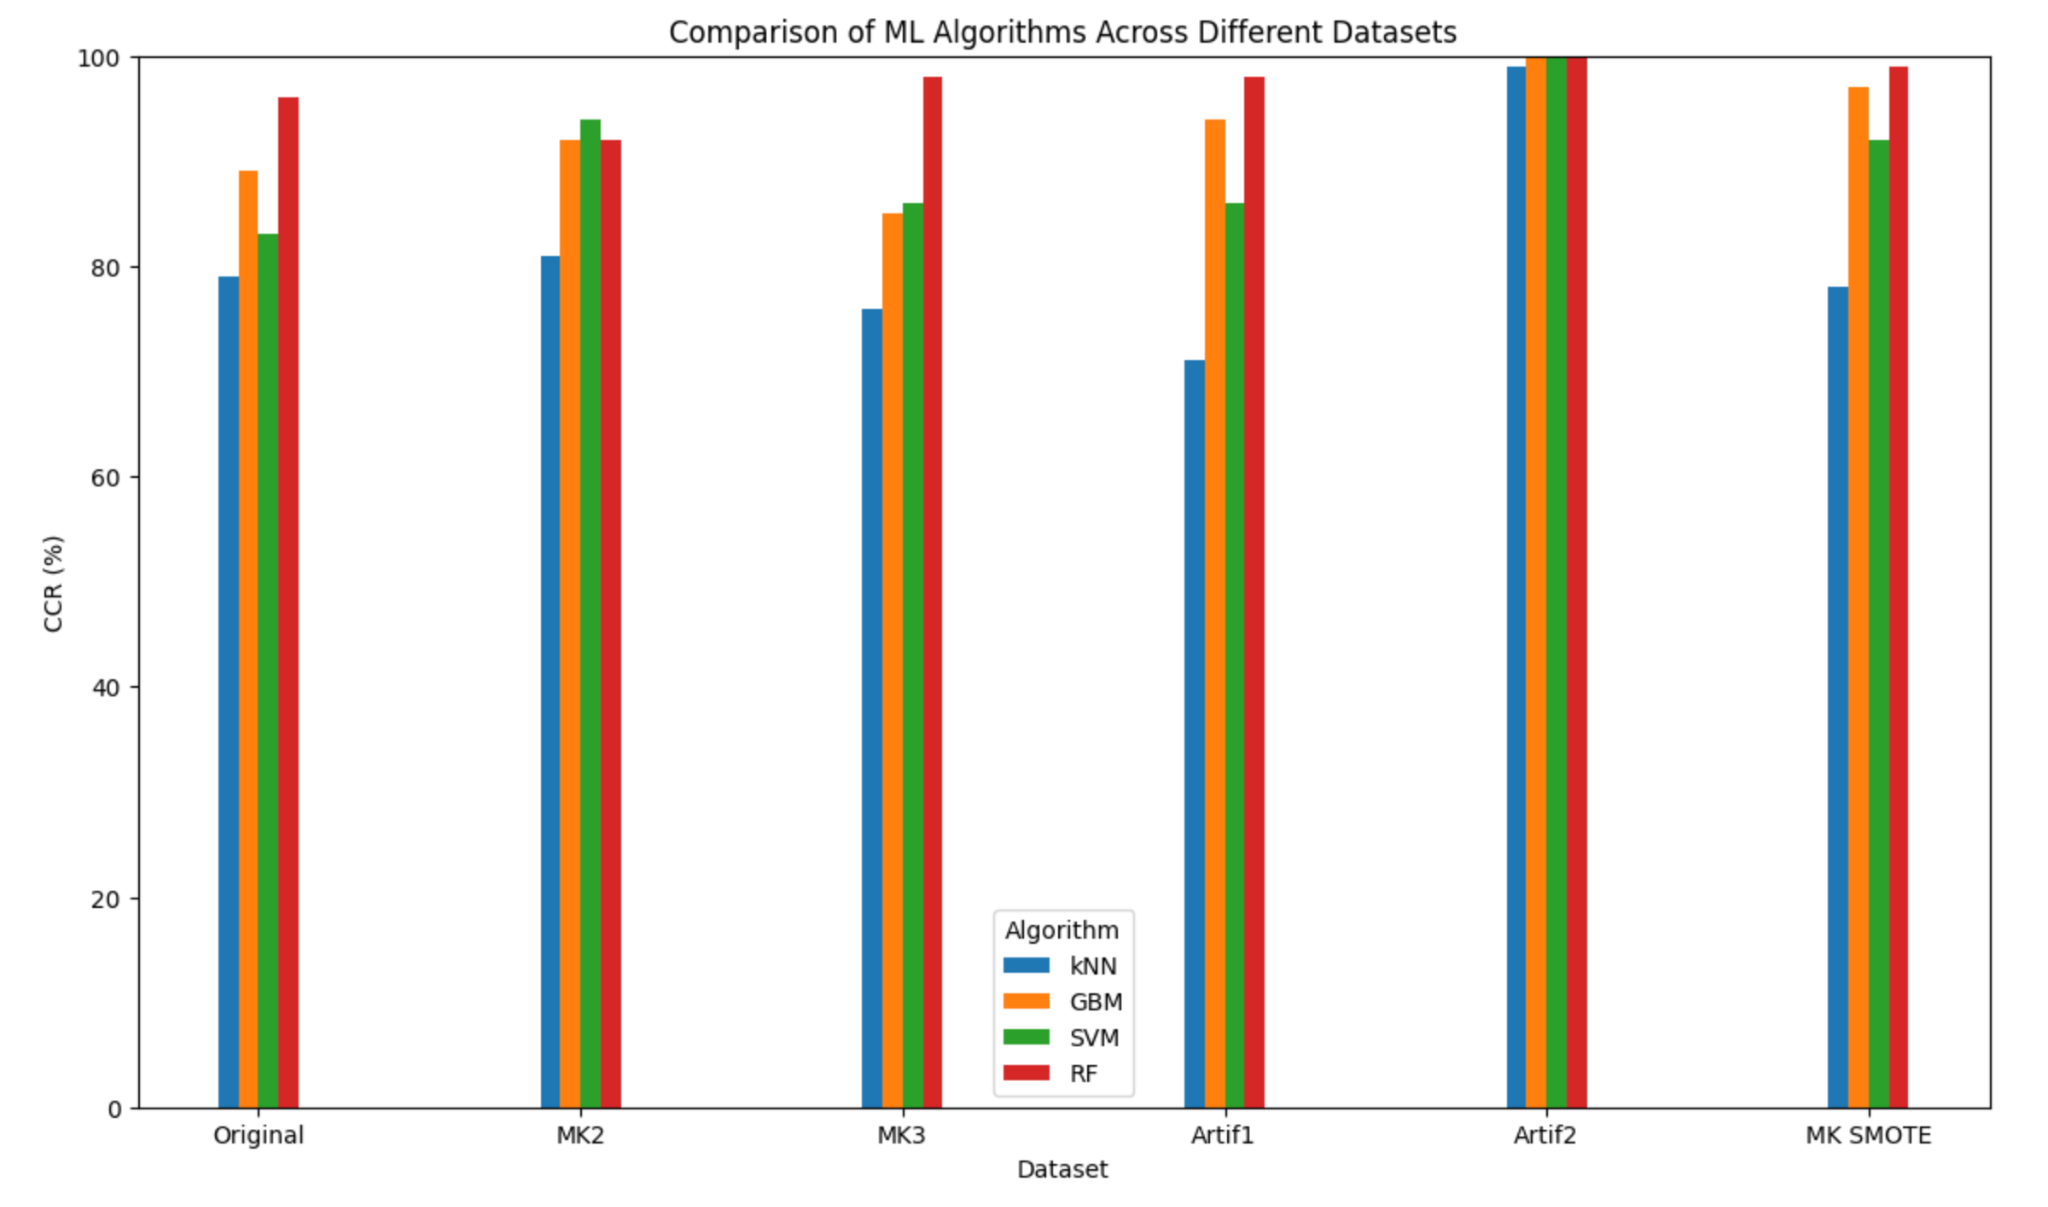 Comparison of ML Algorithms Across Different Datasets
100
80
60
40
20
0
CCR (%)
Algorithm
kNN
GBM
SVM
RF
Original
MK2
MK3
Artif1
Artif2
MK SMOTE
Dataset